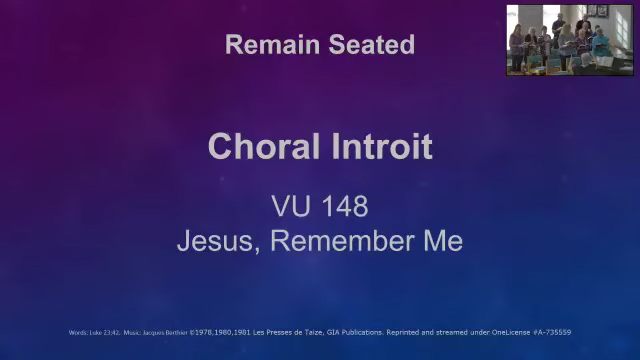 Remain Seated
Choral Introit
VU 148
Jesus, Remember Me
Words: Luke 23:42. Music: Jacques Berthier ©1978,1980,1981 Les Presses de Taize, GIA Publications. Reprinted and streamed under OneLicense #A-735559